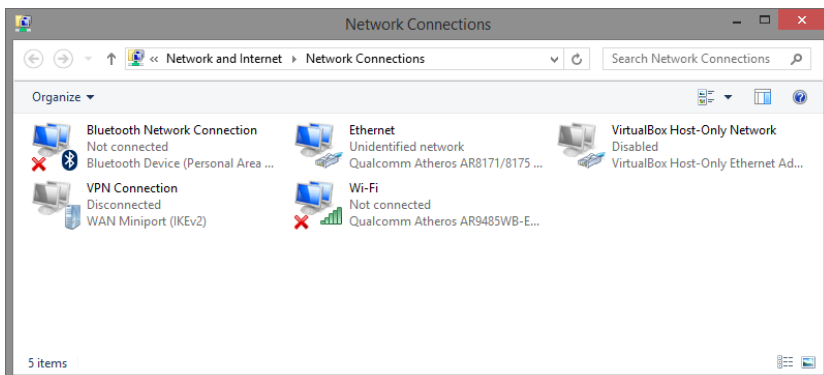 Network Connections
« Network and Internet Network Connections
Search Network Connections
Organize
Bluetooth Network Connection
Not connected
Bluetooth Device (Personal Area ...
Ethernet
Unidentified network
Qualcomm Atheros AR8171/8175 ...
VirtualBox Host-Only Network
Disabled
VirtualBox Host-Only Ethernet Ad...
VPN Connection
Disconnected
WAN Miniport (IKEv2)
Wi-Fi
Not connected
Qualcomm Atheros AR9485WB-E...
5 items